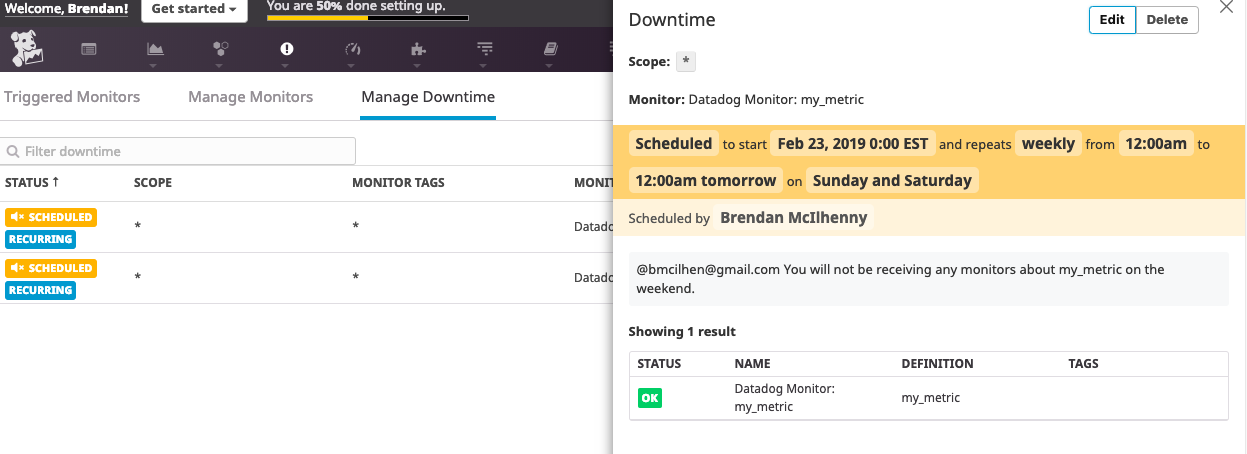 Welcome, Brendan!
Get started
You are 50% done setting up.
Triggered Monitors
Manage Monitors
Manage Downtime
Filter downtime
STATUS ↑ SCOPE MONITOR TAGS MONIT
SCHEDULED
RECURRING
* * Datado
SCHEDULED
RECURRING
* * Datado
Downtime
Edit Delete
Scope: *
Monitor: Datadog Monitor: my_metric
Scheduled to start Feb 23, 2019 0:00 EST and repeats weekly from 12:00am to
12:00am tomorrow on Sunday and Saturday
Scheduled by Brendan McIlhenny
@bmcilhen@gmail.com You will not be receiving any monitors about my_metric on the
weekend.
Showing 1 result
STATUS NAME DEFINITION TAGS
OK Datadog Monitor: my_metric
my_metric